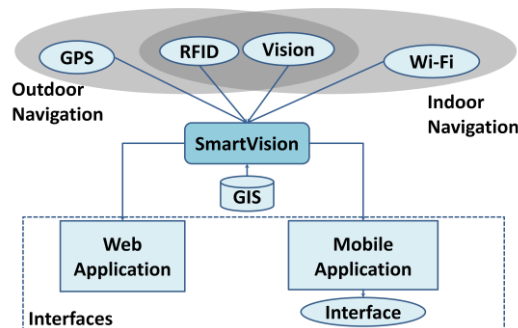 GPS
RFID
Vision
Wi-Fi
Outdoor
Navigation
Indoor
Navigation
SmartVision
GIS
Web
Application
Mobile
Application
Interface
Interfaces